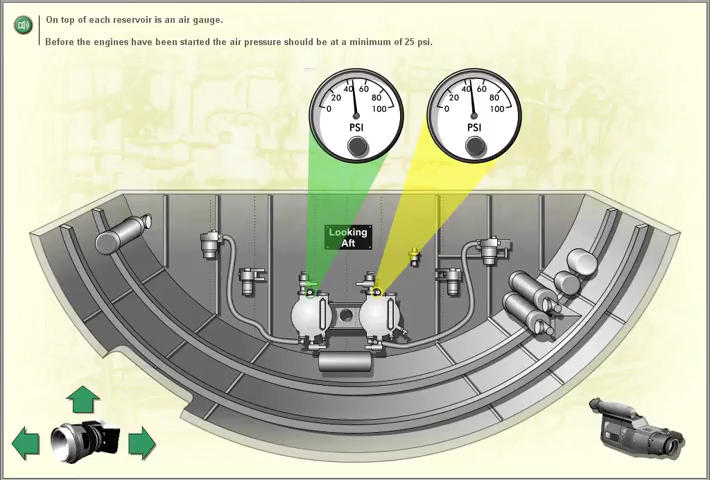 On top of each reservoir is an air gauge.
Before the engines have been started the air pressure should be at a minimum of 25 psi.
40 60
20 80
0 100
PSI
40 60
20 80
0 100
PSI
Looking
Aft